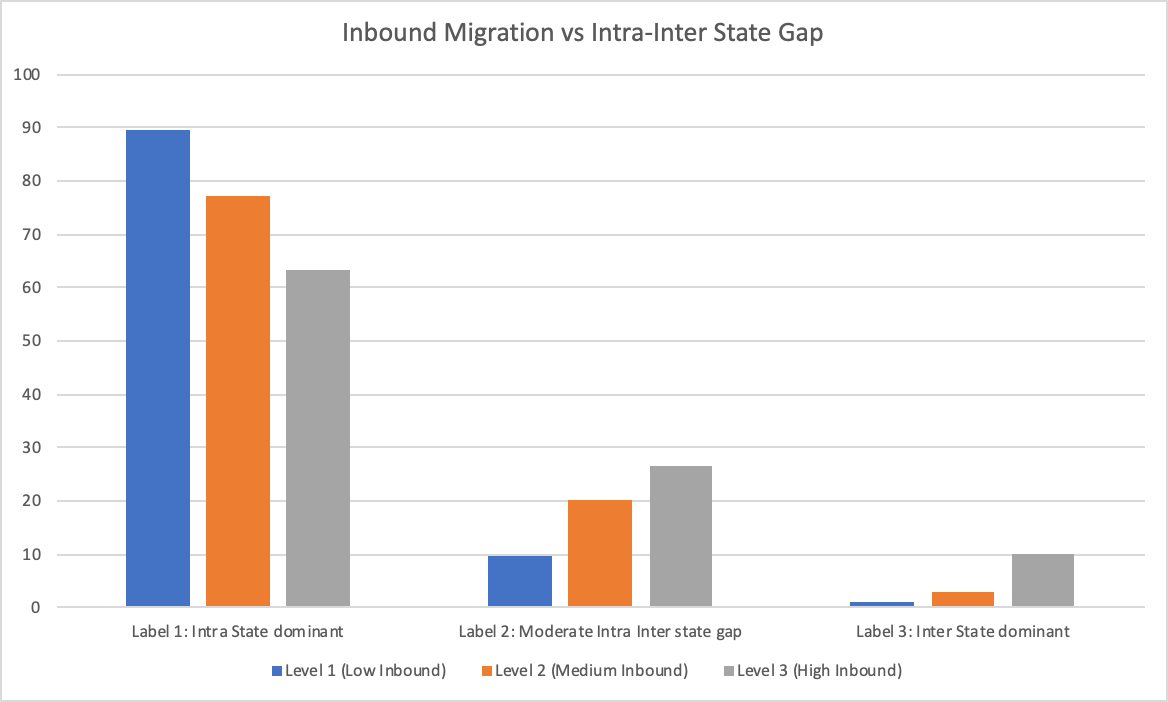 Inbound Migration vs Intra-Inter State Gap
100
90
80
70
60
50
40
30
20
10
0
Label 1: Intra State dominant
Label 2: Moderate Intra Inter state gap
Label 3: Inter State dominant
Level 1 (Low Inbound)
Level 2 (Medium Inbound)
Level 3 (High Inbound)